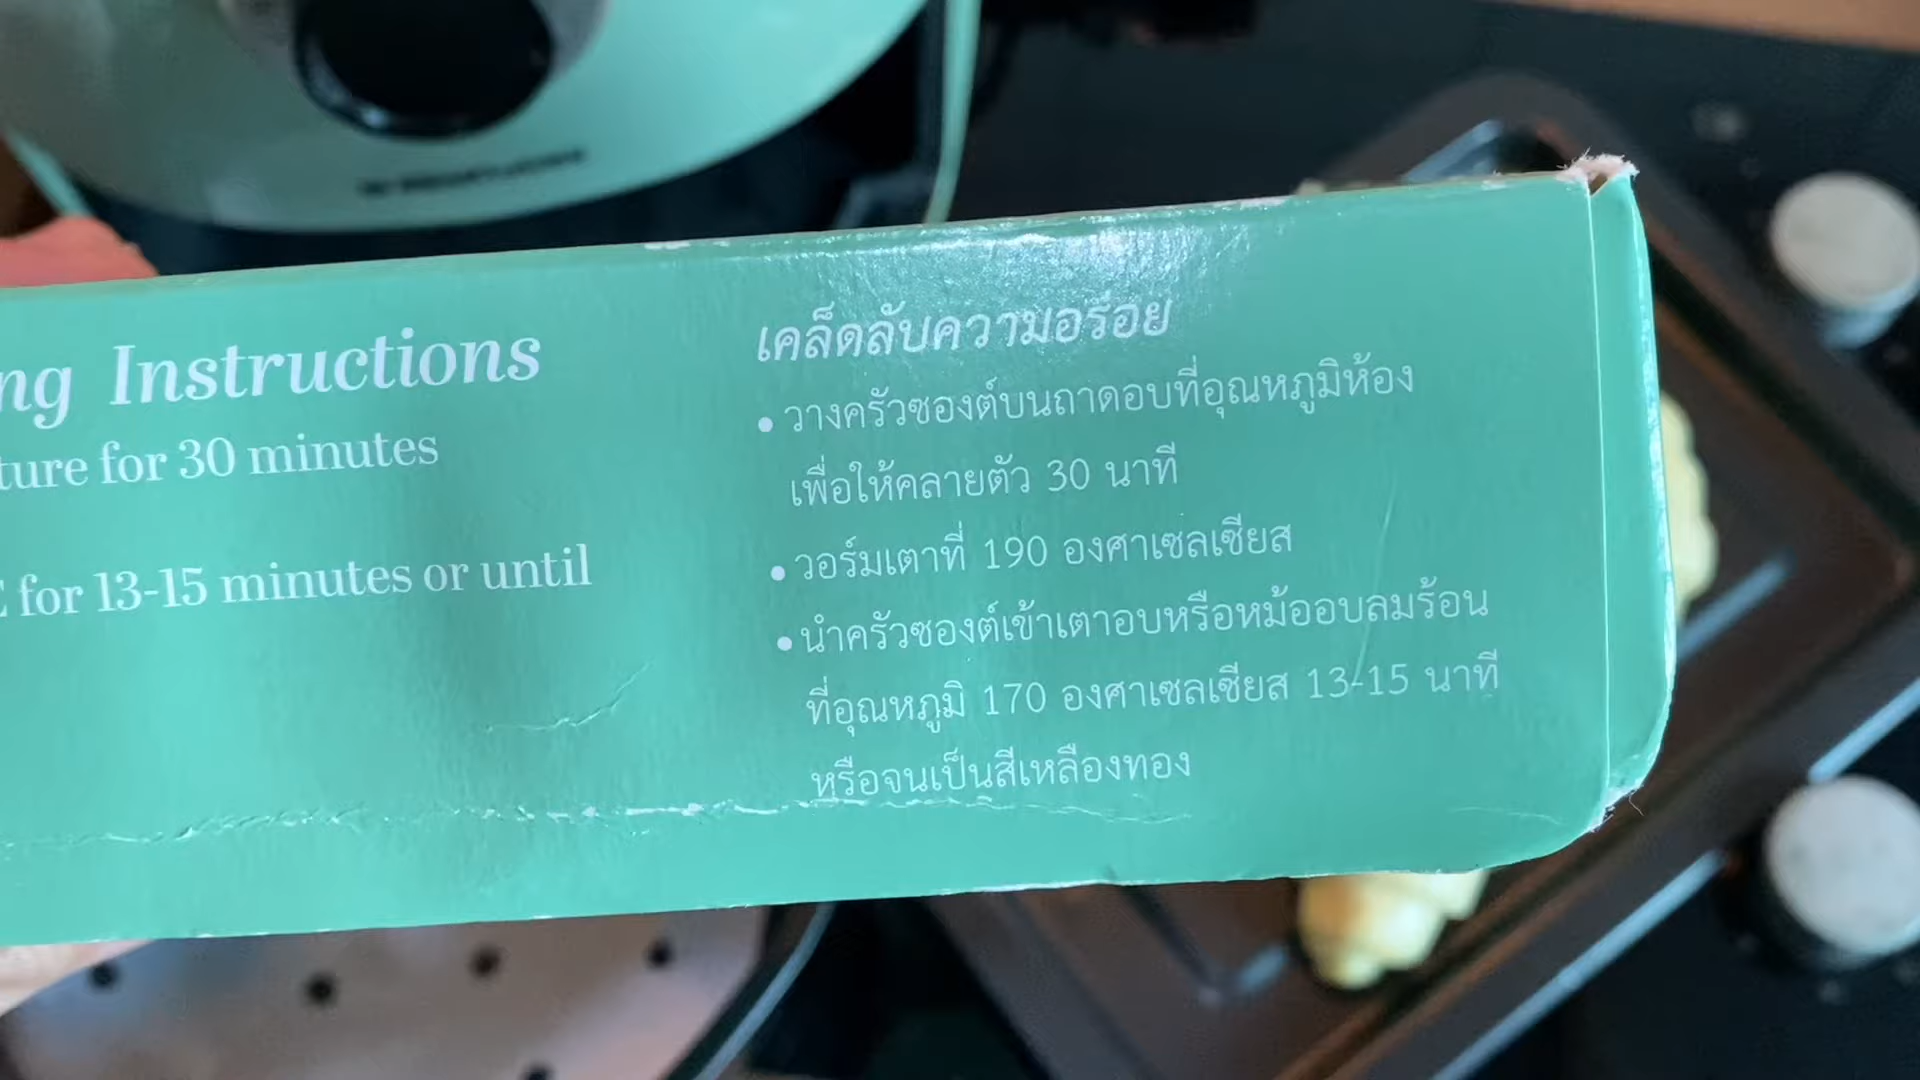 ng Instructions
ture for 30 minutes
for 13-15 minutes or until
เคล็ดลับความอร่อย
• วางครัวซองต์บนถาดอบที่อุณหภูมิห้อง
เพื่อให้คลายตัว 30 นาที
• วอร์มเตาที่ 190 องศาเซลเซียส
• นำครัวซองต์เข้าเตาอบหรือหม้ออบลมร้อน
ที่อุณหภูมิ 170 องศาเซลเซียส 13-15 นาที
หรือจนเป็นสีเหลืองทอง